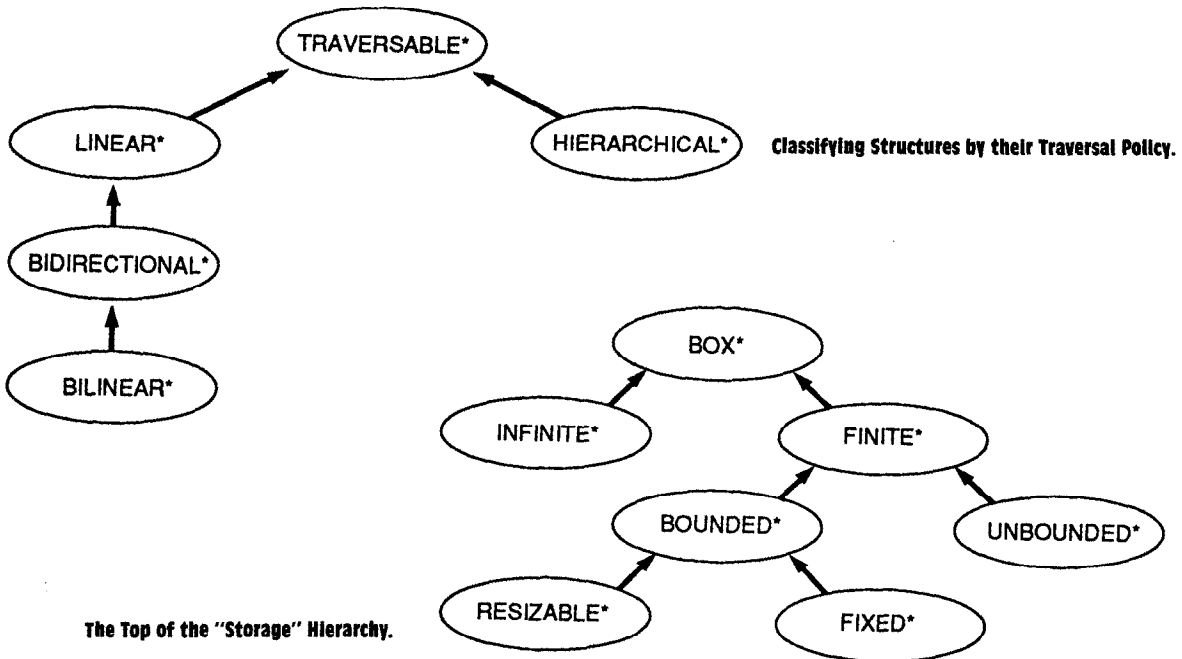 TRAVERSABLE*
LINEAR*
HIERARCHICAL*
Classifying Structures by their Traversal Policy.
BIDIRECTIONAL*
BILINEAR*
BOX*
INFINITE*
FINITE*
BOUNDED*
UNBOUNDED*
RESIZABLE*
FIXED*
The Top of the "Storage" Hierarchy.